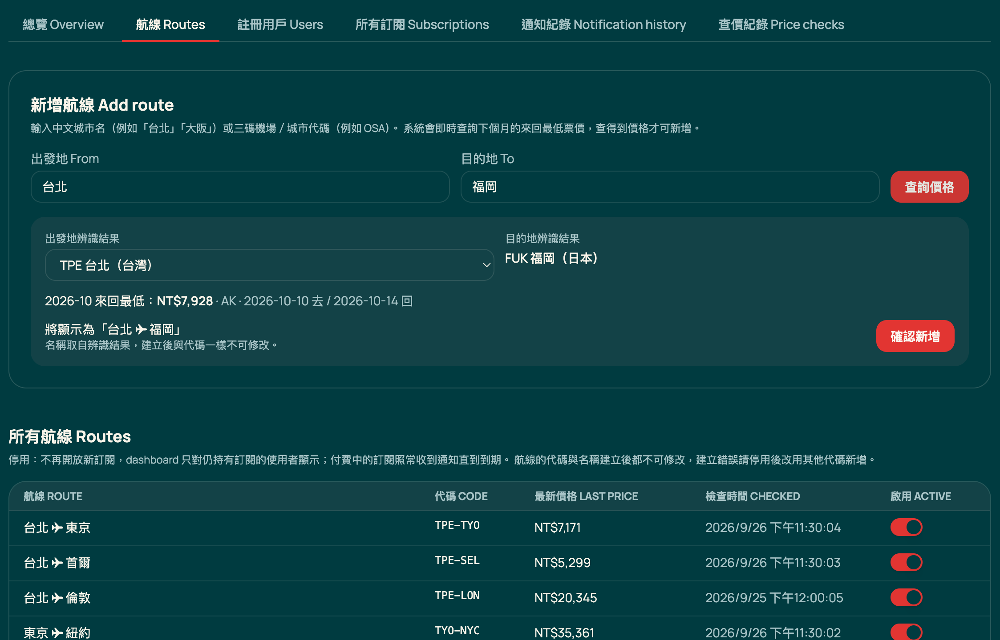 總覽 Overview 航線 Routes 註冊用戶 Users 所有訂閱 Subscriptions 通知紀錄 Notification history 查價紀錄 Price checks
新增航線 Add route
輸入中文城市名（例如「台北」「大阪」）或三碼機場 / 城市代碼（例如 OSA）。系統會即時查詢下個月的來回最低票價，查得到價格才可新增。
出發地 From 目的地 To
台北 福岡 查詢價格
出發地辨識結果 目的地辨識結果
TPE 台北（台灣） FUK 福岡（日本）
2026-10 來回最低：NT$7,928 · AK · 2026-10-10 去 / 2026-10-14 回
將顯示為「台北 ✈ 福岡」
名稱取自辨識結果，建立後與代碼一樣不可修改。
確認新增
所有航線 Routes
停用：不再開放新訂閱，dashboard 只對仍持有訂閱的使用者顯示；付費中的訂閱照常收到通知直到到期。航線的代碼與名稱建立後都不可修改，建立錯誤請停用後改用其他代碼新增。
航線 ROUTE 代碼 CODE 最新價格 LAST PRICE 檢查時間 CHECKED 啟用 ACTIVE
台北 ✈ 東京 TPE–TYO NT$7,171 2026/9/26 下午11:30:04
台北 ✈ 首爾 TPE–SEL NT$5,299 2026/9/26 下午11:30:03
台北 ✈ 倫敦 TPE–LON NT$20,345 2026/9/25 下午12:00:05
東京 ✈ 紐約 TYO–NYC NT$35,361 2026/9/26 下午11:30:02